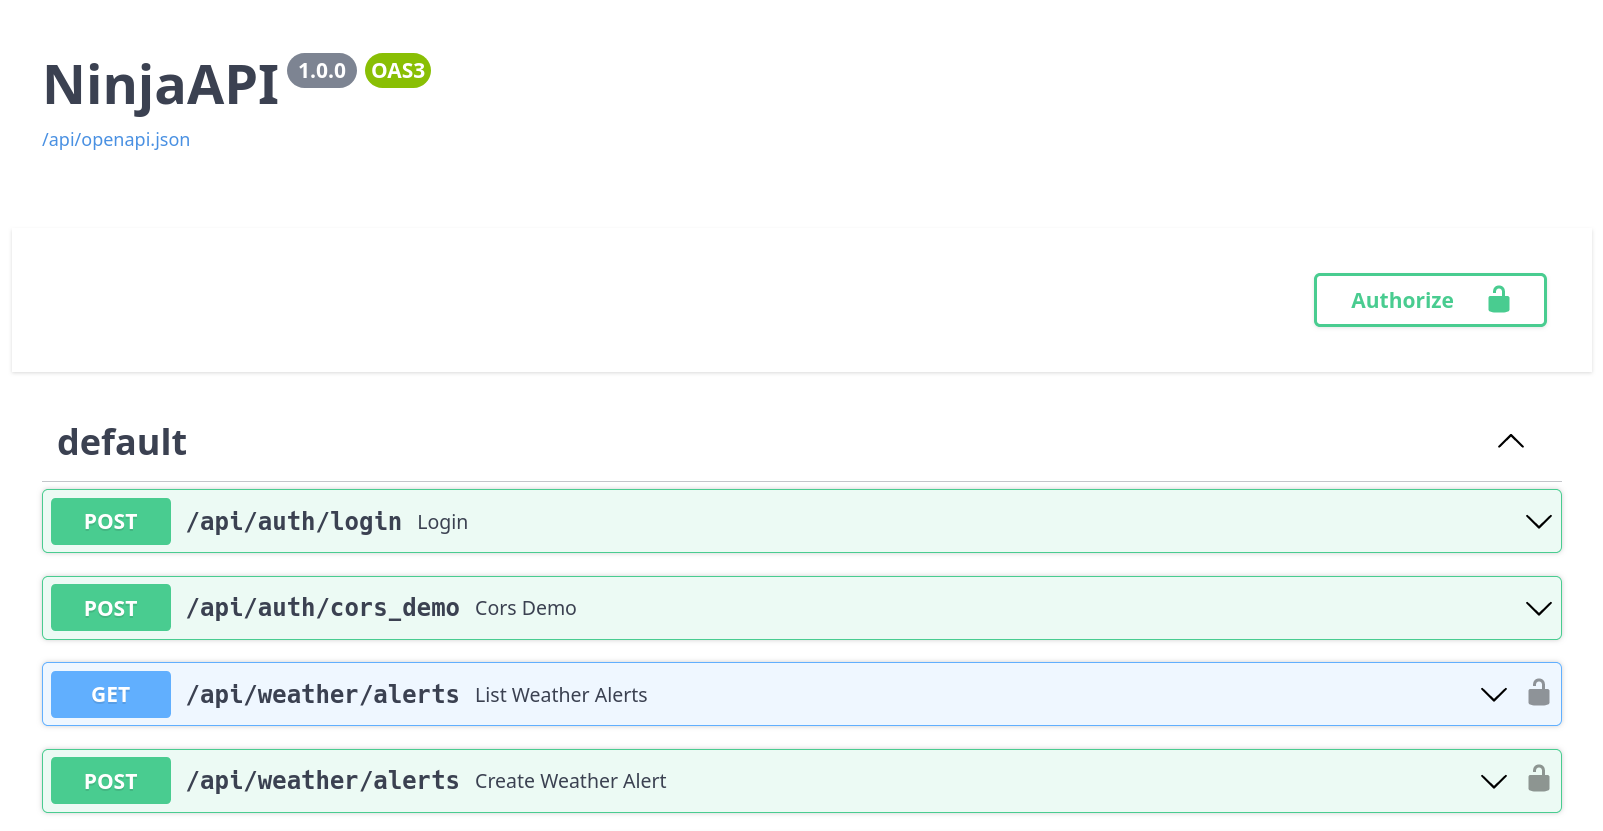 NinjaAPI 1.0.0 OAS3
/api/openapi.json
Authorize
default
POST /api/auth/login Login
POST /api/auth/cors_demo Cors Demo
GET /api/weather/alerts List Weather Alerts
POST /api/weather/alerts Create Weather Alert